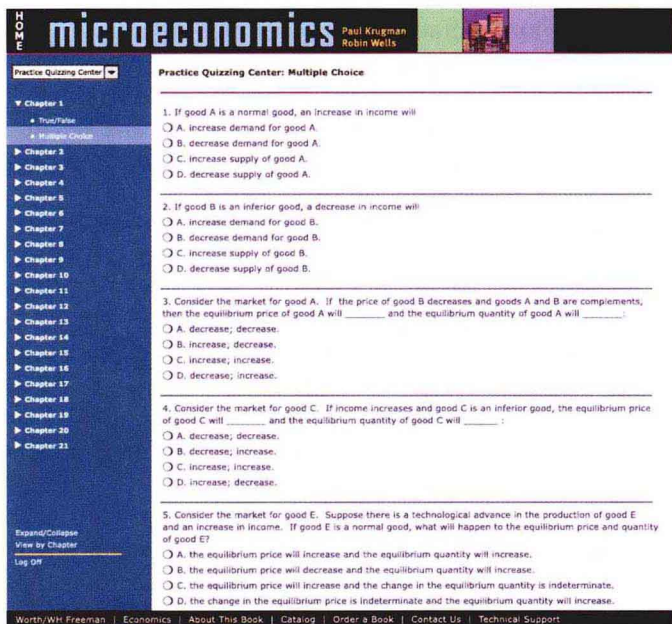 HOME
microeconomics
Paul Krugman
Robin Wells
Practice Quizzing Center
Chapter 1
True/False
Multiple Choice
Chapter 2
Chapter 3
Chapter 4
Chapter 5
Chapter 6
Chapter 7
Chapter 8
Chapter 9
Chapter 10
Chapter 11
Chapter 12
Chapter 13
Chapter 14
Chapter 15
Chapter 16
Chapter 17
Chapter 18
Chapter 19
Chapter 20
Chapter 21
Expand/Collapse
View by Chapter
Log Off
Practice Quizzing Center: Multiple Choice
1. If good A is a normal good, an increase in income will
A. increase demand for good A.
B. decrease demand for good A.
C. increase supply of good A.
D. decrease supply of good A.
2. If good B is an inferior good, a decrease in income will
A. increase demand for good B.
B. decrease demand for good B.
C. increase supply of good B.
D. decrease supply of good B.
3. Consider the market for good A. If the price of good B decreases and goods A and B are complements,
then the equilibrium price of good A will ______ and the equilibrium quantity of good A will ______:
A. decrease; decrease.
B. increase; decrease.
C. increase; increase.
D. decrease; increase.
4. Consider the market for good C. If income increases and good C is an inferior good, the equilibrium price
of good C will ______ and the equilibrium quantity of good C will ______ :
A. decrease; decrease.
B. decrease; increase.
C. increase; increase.
D. increase; decrease.
5. Consider the market for good E. Suppose there is a technological advance in the production of good E
and an increase in income. If good E is a normal good, what will happen to the equilibrium price and quantity
of good E?
A. the equilibrium price will increase and the equilibrium quantity will increase.
B. the equilibrium price will decrease and the equilibrium quantity will increase.
C. the equilibrium price will increase and the change in the equilibrium quantity is indeterminate.
D. the change in the equilibrium price is indeterminate and the equilibrium quantity will increase.
Worth/WH Freeman | Economics | About This Book | Catalog | Order a Book | Contact Us | Technical Support